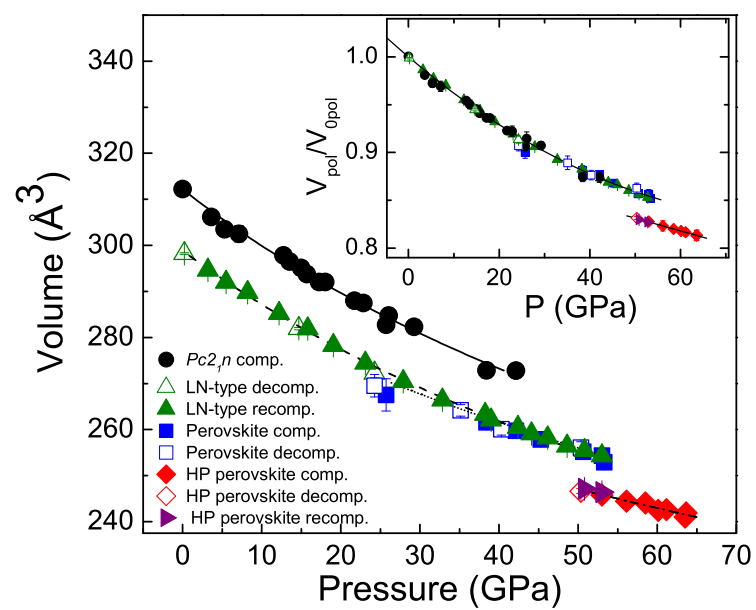 340
320
300
280
260
240
Volume (Å³)
0
10
20
30
40
50
60
70
Pressure (GPa)
Pc2₁n comp.
LN-type decomp.
LN-type recomp.
Perovskite comp.
Perovskite decomp.
HP perovskite comp.
HP perovskite decomp.
HP perovskite recomp.
1.0
0.9
0.8
V_pol/V_0pol
0
20
40
60
P (GPa)